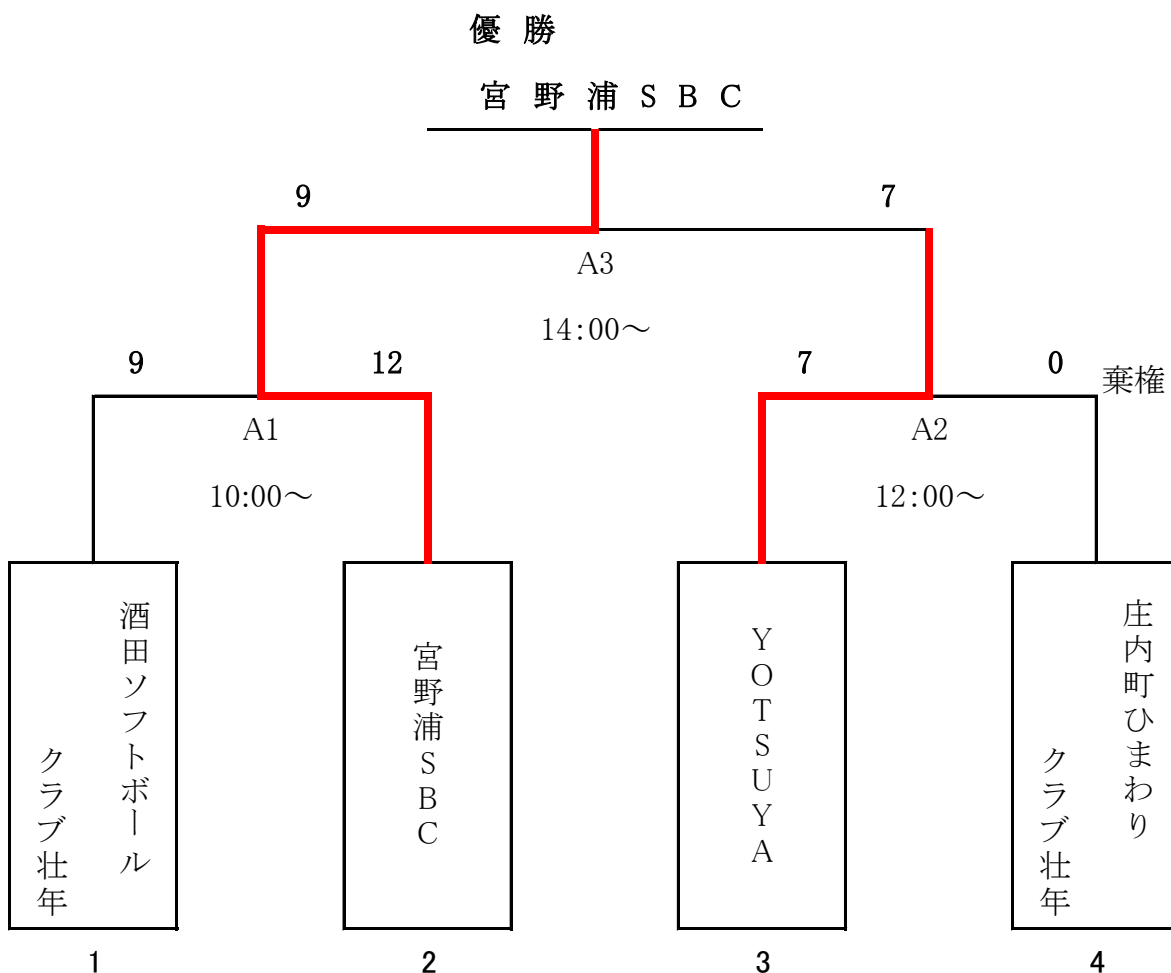 優勝
宮野浦SBC
9
7
A3
14:00～
9
12
7
0
棄権
A1
A2
10:00～
12:00～
酒田ソフトボール
クラブ壮年
宮野浦SBC
YOTSUYA
庄内町ひまわり
クラブ壮年
1
2
3
4